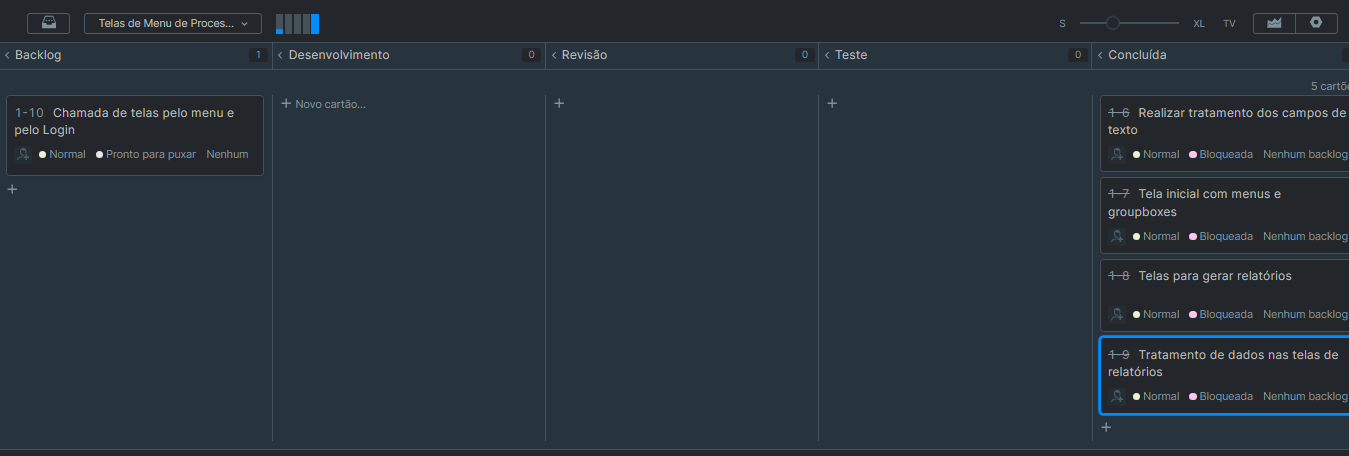 Telas de Menu de Proces...
S
XL
TV
Backlog
1
Desenvolvimento
0
Revisão
0
Teste
0
Concluída
5 cartõe
1-10 Chamada de telas pelo menu e
pelo Login
Normal
Pronto para puxar
Nenhum
Novo cartão...
1-6 Realizar tratamento dos campos de
texto
Normal
Bloqueada
Nenhum backlog
1-7 Tela inicial com menus e
groupboxes
Normal
Bloqueada
Nenhum backlog
1-8 Telas para gerar relatórios
Normal
Bloqueada
Nenhum backlog
1-9 Tratamento de dados nas telas de
relatórios
Normal
Bloqueada
Nenhum backlog